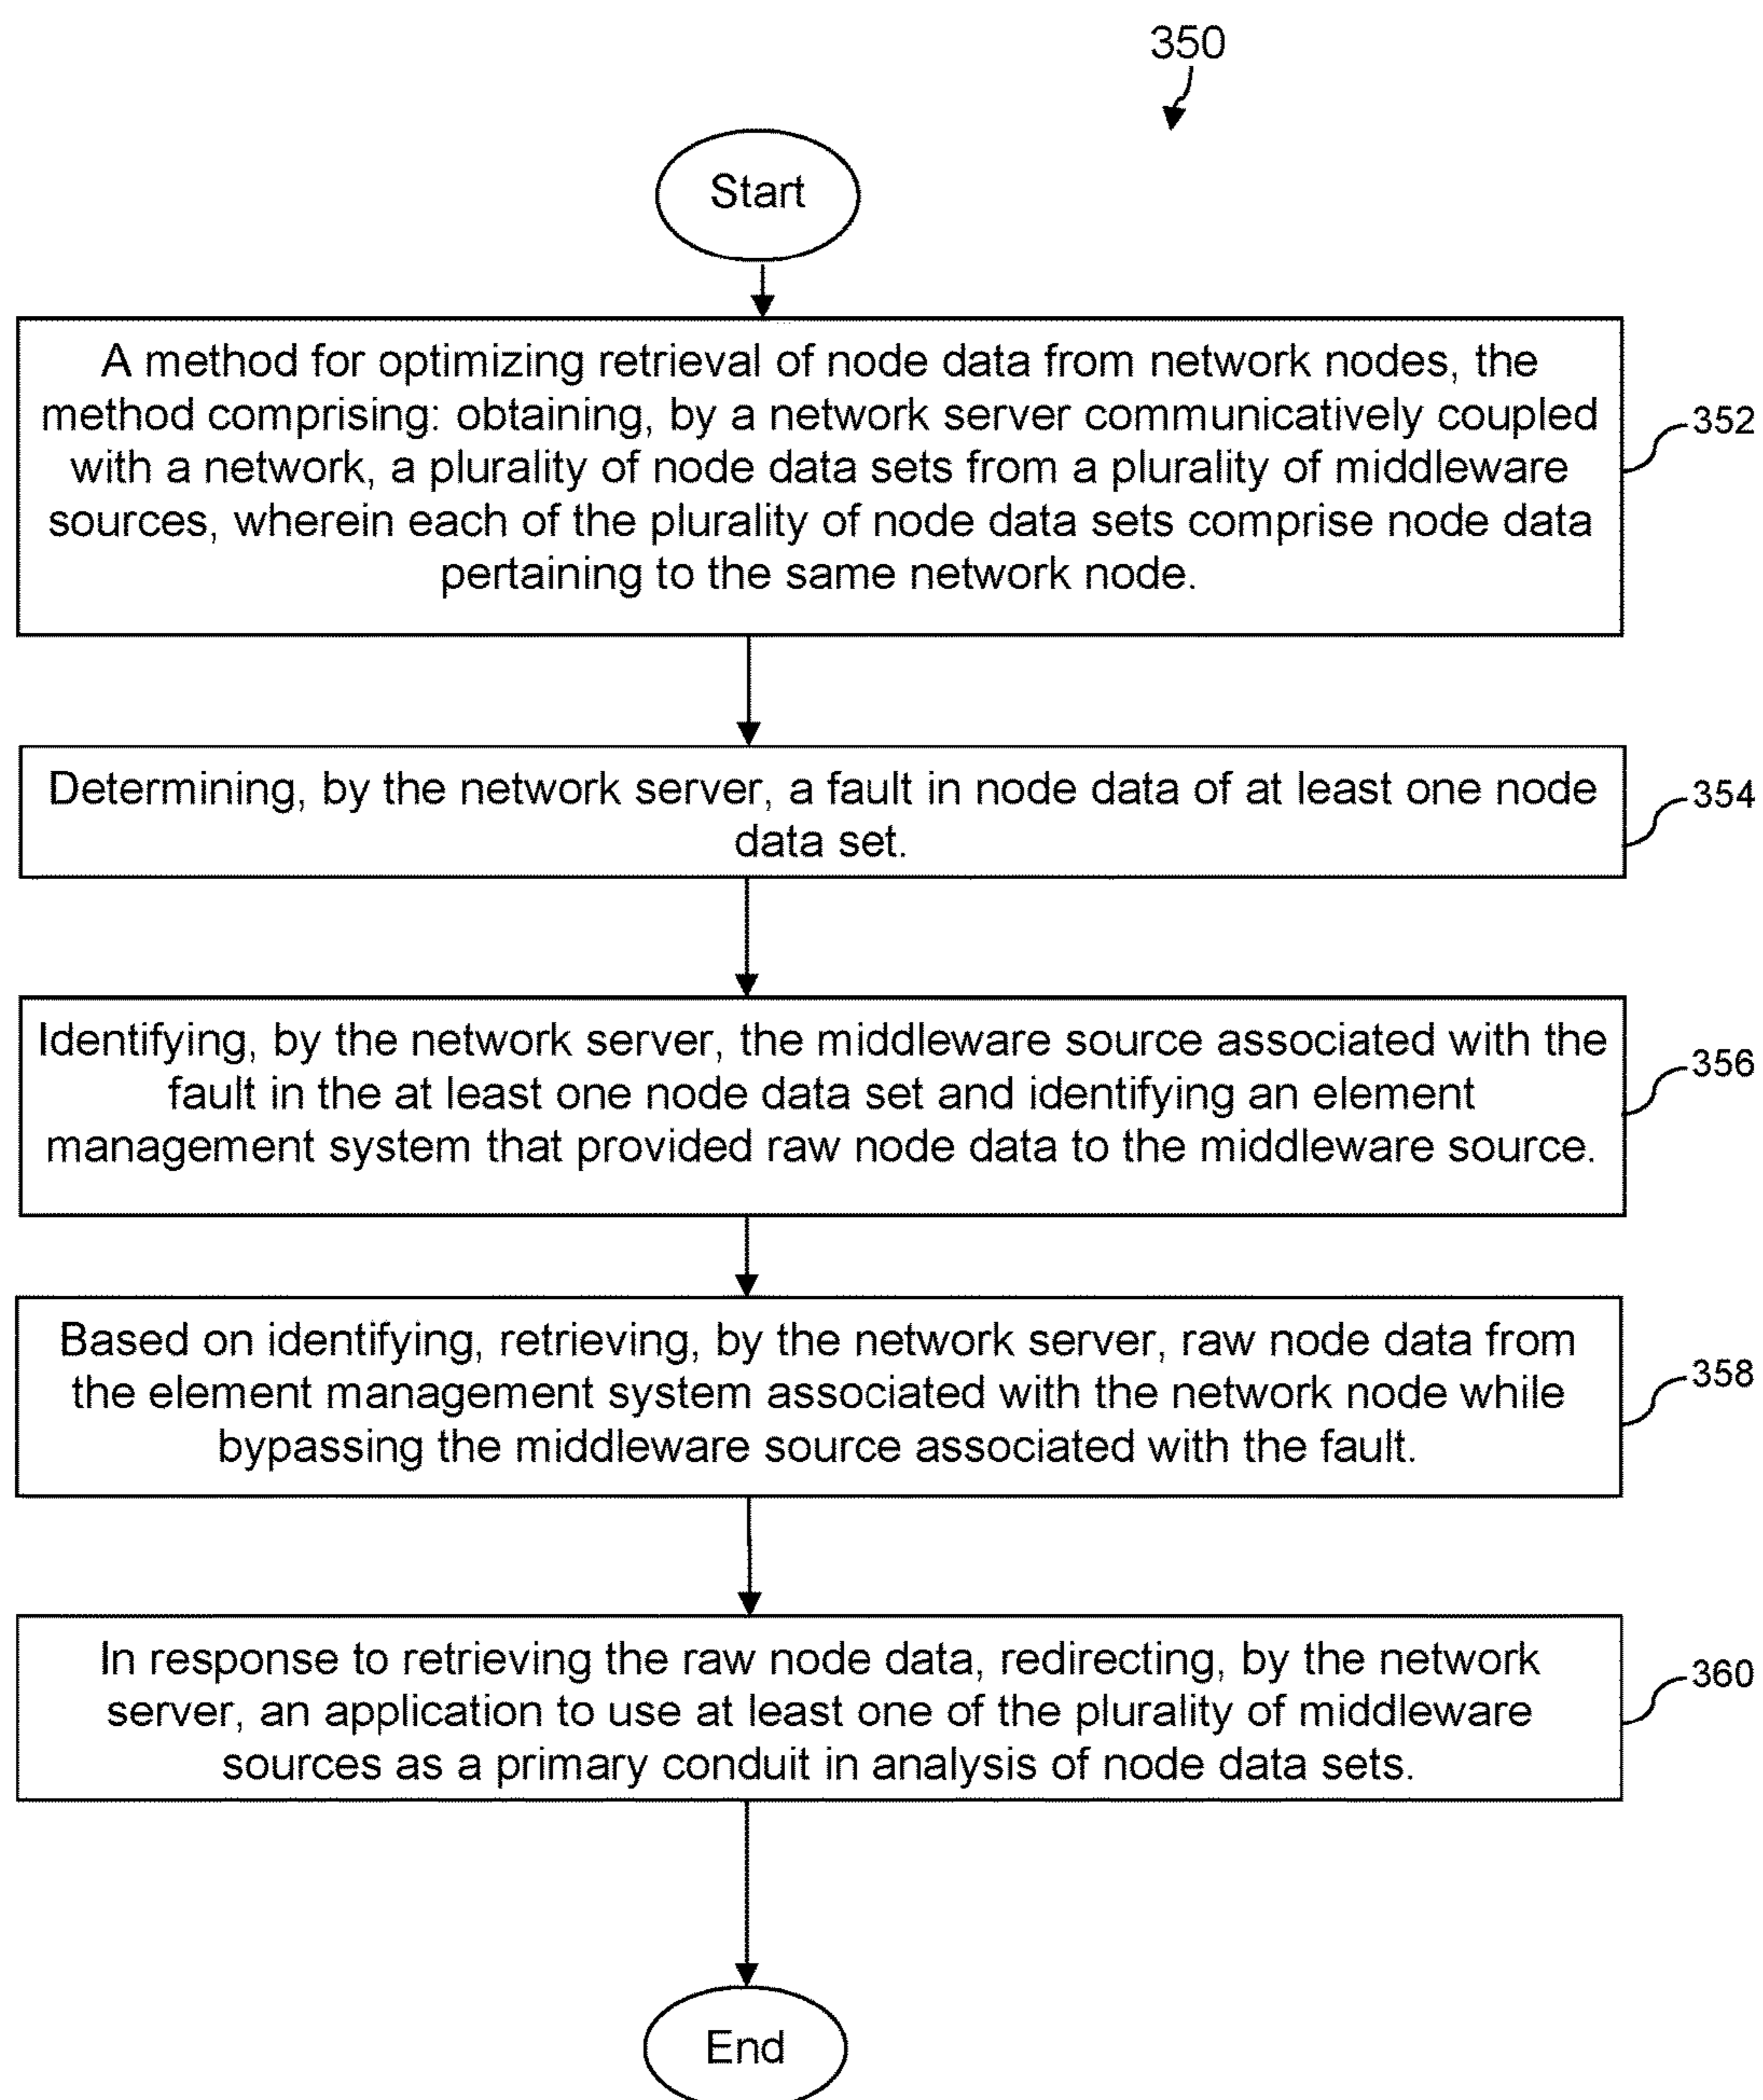 350
Start
A method for optimizing retrieval of node data from network nodes, the
method comprising: obtaining, by a network server communicatively coupled
with a network, a plurality of node data sets from a plurality of middleware
sources, wherein each of the plurality of node data sets comprise node data
pertaining to the same network node.
352
Determining, by the network server, a fault in node data of at least one node
data set.
354
Identifying, by the network server, the middleware source associated with the
fault in the at least one node data set and identifying an element
management system that provided raw node data to the middleware source.
356
Based on identifying, retrieving, by the network server, raw node data from
the element management system associated with the network node while
bypassing the middleware source associated with the fault.
358
In response to retrieving the raw node data, redirecting, by the network
server, an application to use at least one of the plurality of middleware
sources as a primary conduit in analysis of node data sets.
360
End